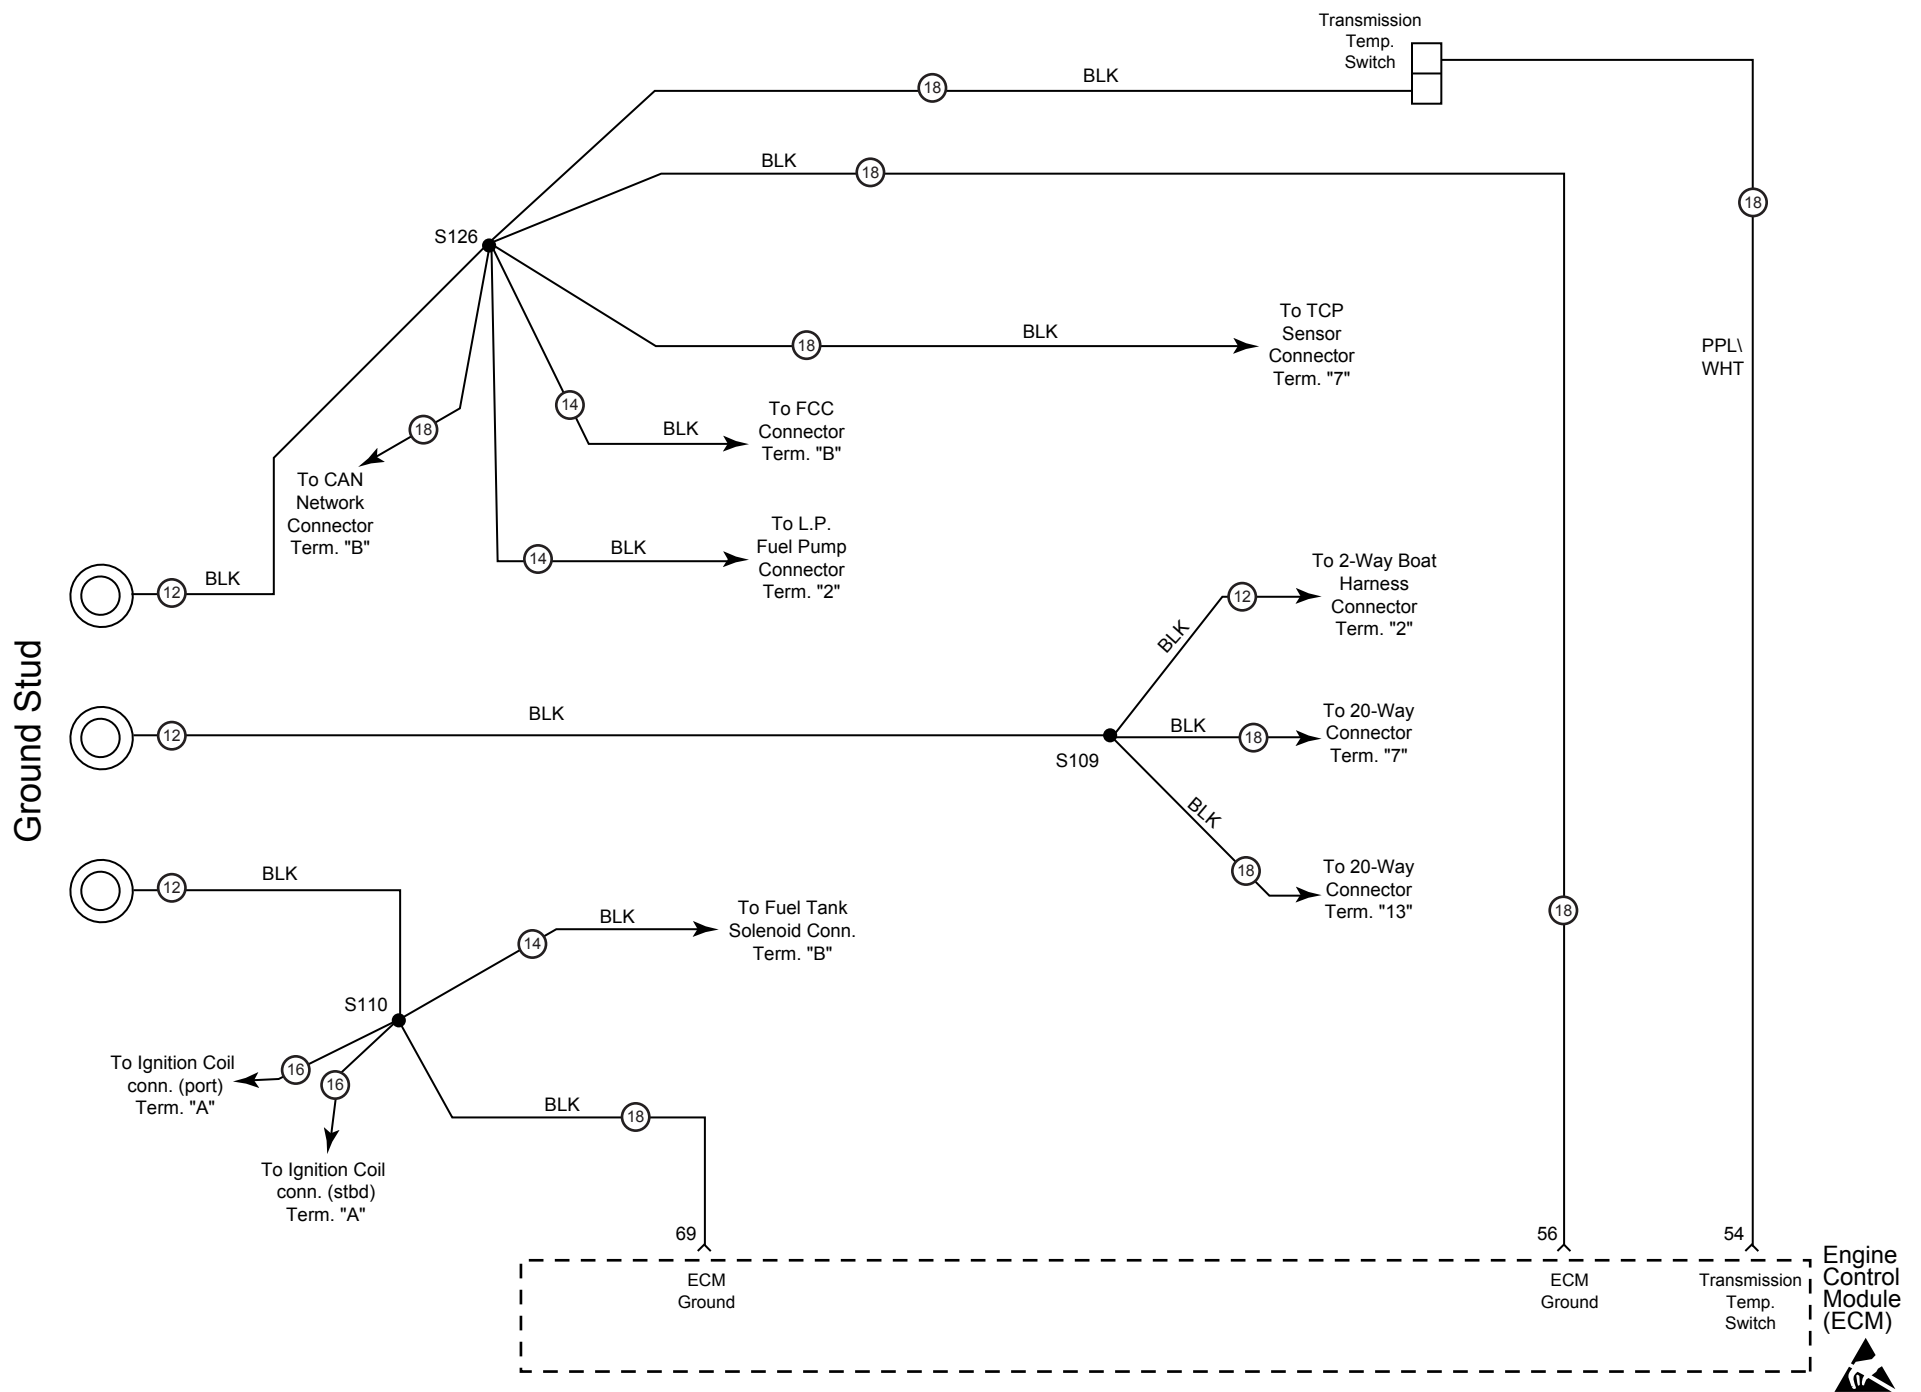 Transmission
Temp.
Switch
BLK
18
BLK
18
18
S126
To TCP
Sensor
Connector
Term. "7"
BLK
18
PPL\
WHT
14
BLK
To FCC
Connector
Term. "B"
18
To CAN
Network
Connector
Term. "B"
14
BLK
To L.P.
Fuel Pump
Connector
Term. "2"
12
BLK
Ground Stud
To 2-Way Boat
Harness
Connector
Term. "2"
12
BLK
12
BLK
S109
BLK
18
To 20-Way
Connector
Term. "7"
BLK
18
To 20-Way
Connector
Term. "13"
18
12
BLK
14
BLK
To Fuel Tank
Solenoid Conn.
Term. "B"
S110
To Ignition Coil
conn. (port)
Term. "A"
16
16
To Ignition Coil
conn. (stbd)
Term. "A"
BLK
18
69
56
54
ECM
Ground
ECM
Ground
Transmission
Temp.
Switch
Engine
Control
Module
(ECM)